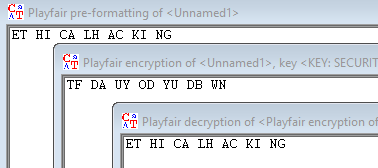 Playfair pre-formatting of <Unnamed1>
ET HI CA LH AC KI NG
Playfair encryption of <Unnamed1>, key <KEY: SECURIT
TF DA UY OD YU DB WN
Playfair decryption of <Playfair encryption of
ET HI CA LH AC KI NG